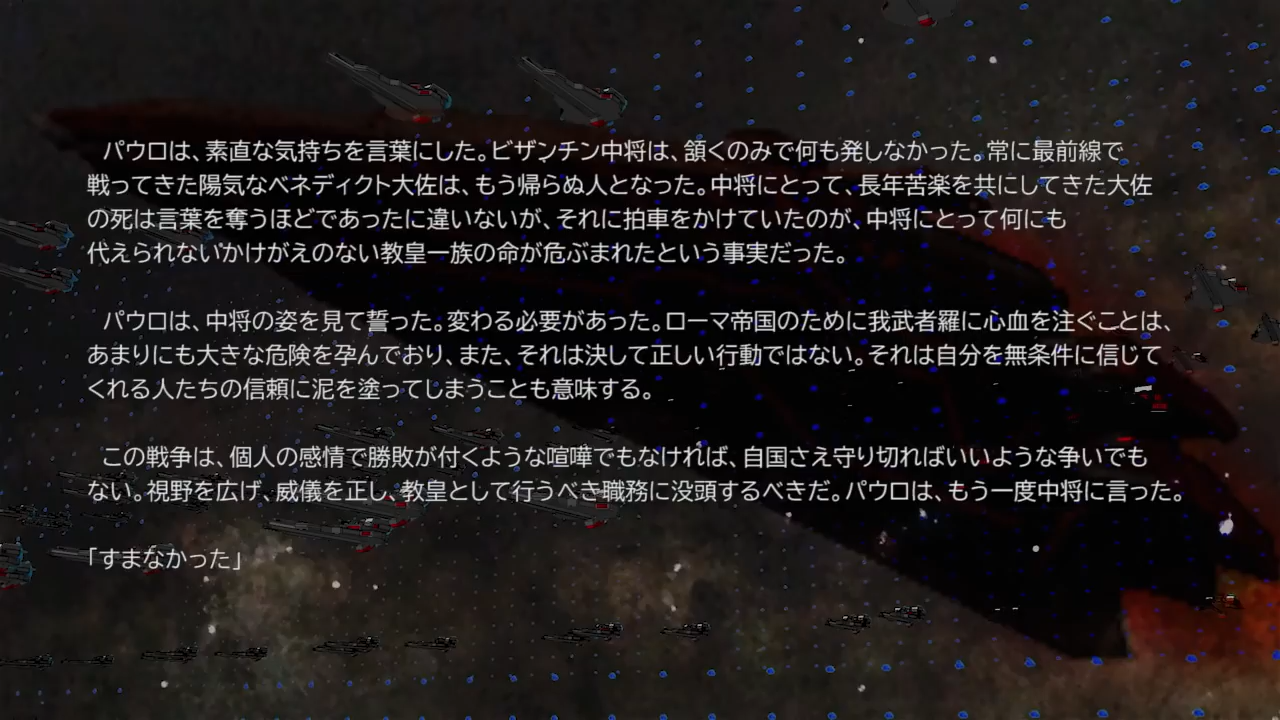 パウロは、素直な気持ちを言葉にした。ビザンチン中将は、頷くのみで何も発しなかった。常に最前線で
戦ってきた陽気なベネディクト大佐は、もう帰らぬ人となった。中将にとって、長年苦楽を共にしてきた大佐
の死は言葉を奪うほどであったに違いないが、それに拍車をかけていたのが、中将にとって何にも
代えられないかけがえのない教皇一族の命が危ぶまれたという事実だった。
パウロは、中将の姿を見て誓った。変わる必要があった。ローマ帝国のために我武者羅に心血を注ぐことは、
あまりにも大きな危険を孕んでおり、また、それは決して正しい行動ではない。それは自分を無条件に信じて
くれる人たちの信頼に泥を塗ってしまうことも意味する。
この戦争は、個人の感情で勝敗が付くような喧嘩でもなければ、自国さえ守り切ればいいような争いでも
ない。視野を広げ、威儀を正し、教皇として行うべき職務に没頭するべきだ。パウロは、もう一度中将に言った。
「すまなかった」